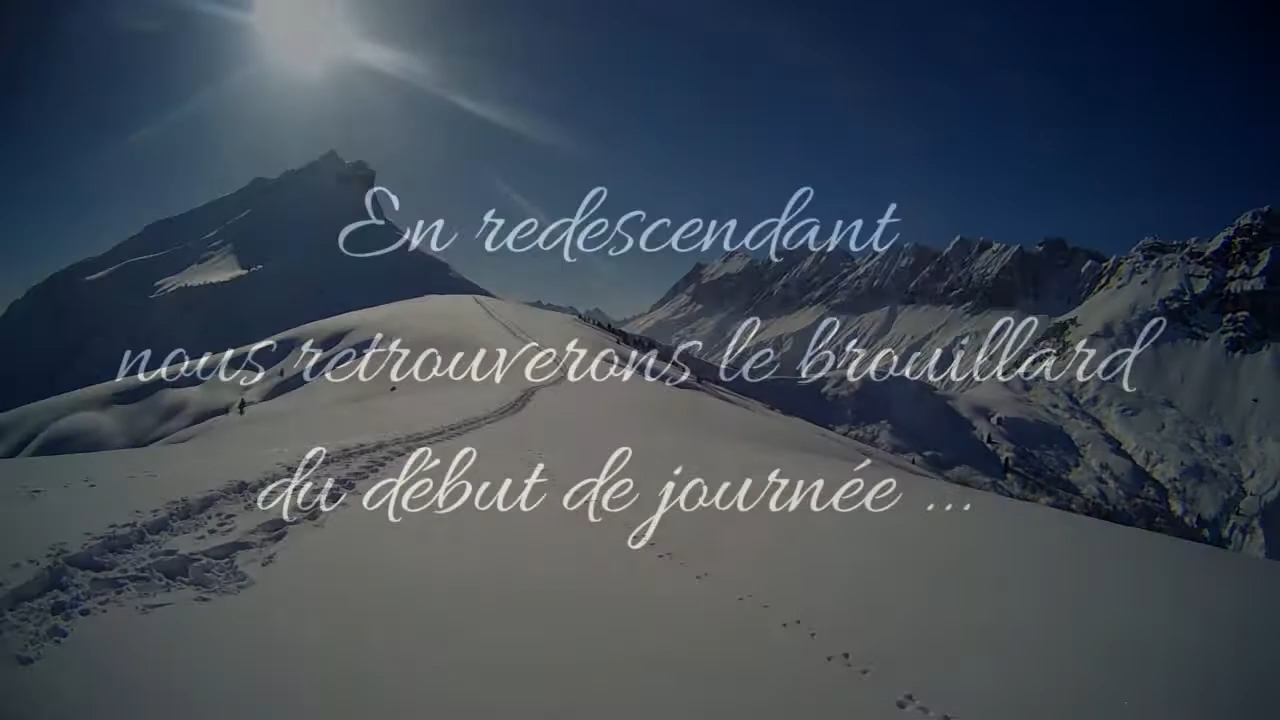 En redescendant
nous retrouverons le brouillard
du début de journée ...